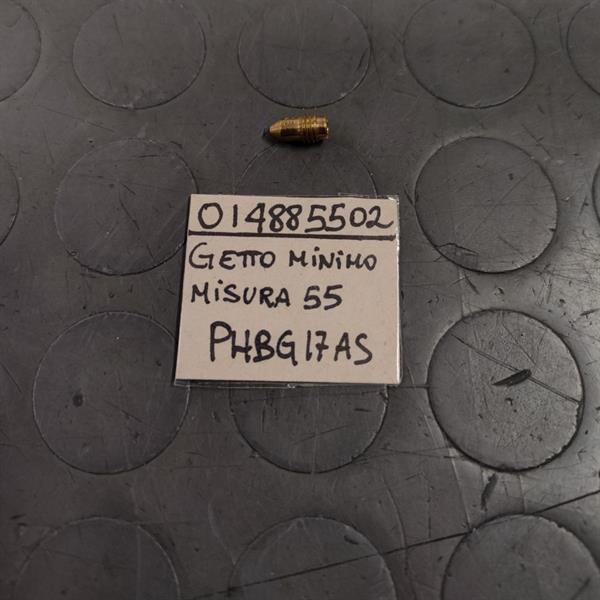 014885502
GETTO MINIMO
MISURA 55
PHBG17AS